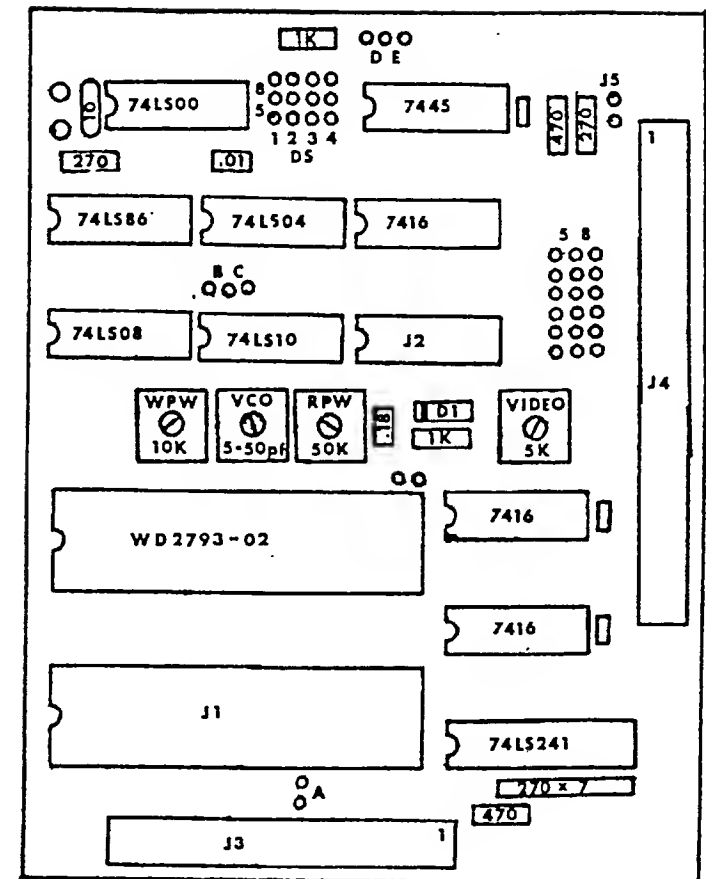 1K
D E
J5
10
74LS00
8
5
1 2 3 4
DS
7445
470
270
1
270
.01
74LS86
74LS04
7416
5 8
B C
74LS08
74LS10
J2
J4
WPW
10K
VCO
5-50pf
RPW
50K
.18
D1
1K
VIDEO
5K
WD2793-02
7416
7416
J1
74LS241
A
270 x 7
470
J3
1